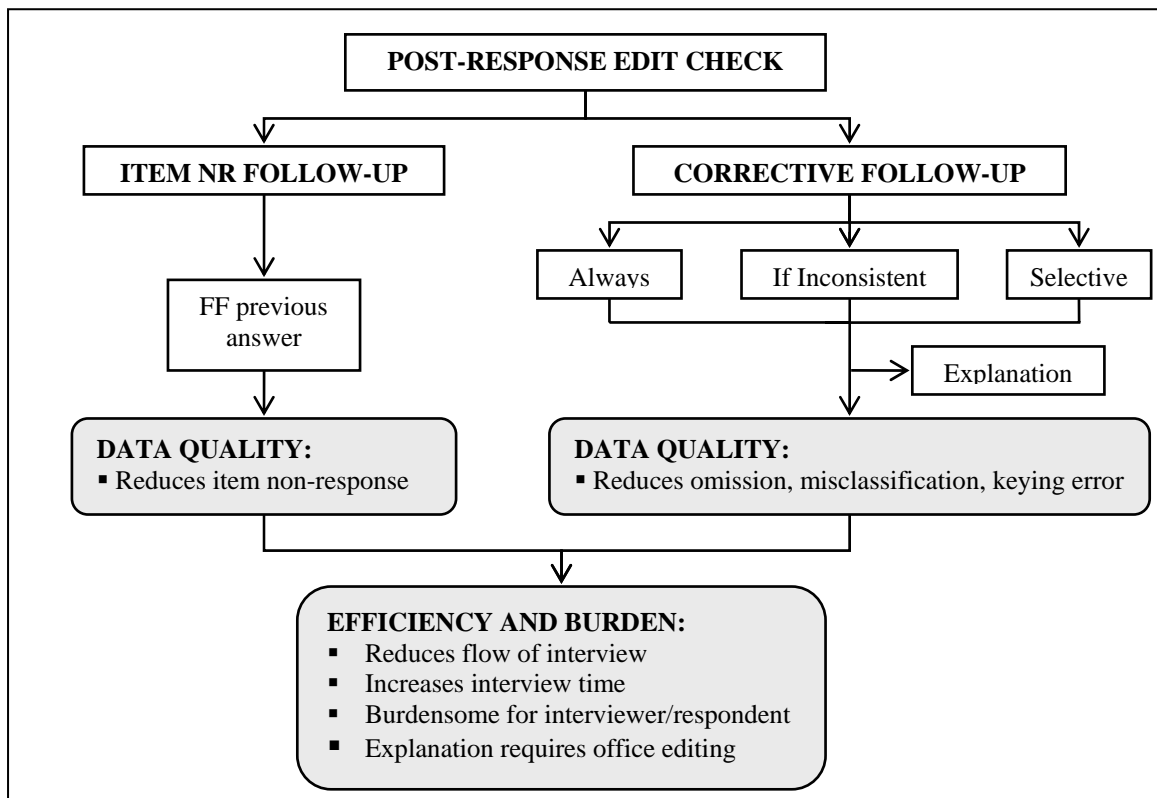 POST-RESPONSE EDIT CHECK
ITEM NR FOLLOW-UP
CORRECTIVE FOLLOW-UP
Always
If Inconsistent
Selective
FF previous
answer
Explanation
DATA QUALITY:
▪ Reduces item non-response
DATA QUALITY:
▪ Reduces omission, misclassification, keying error
EFFICIENCY AND BURDEN:
▪ Reduces flow of interview
▪ Increases interview time
▪ Burdensome for interviewer/respondent
▪ Explanation requires office editing